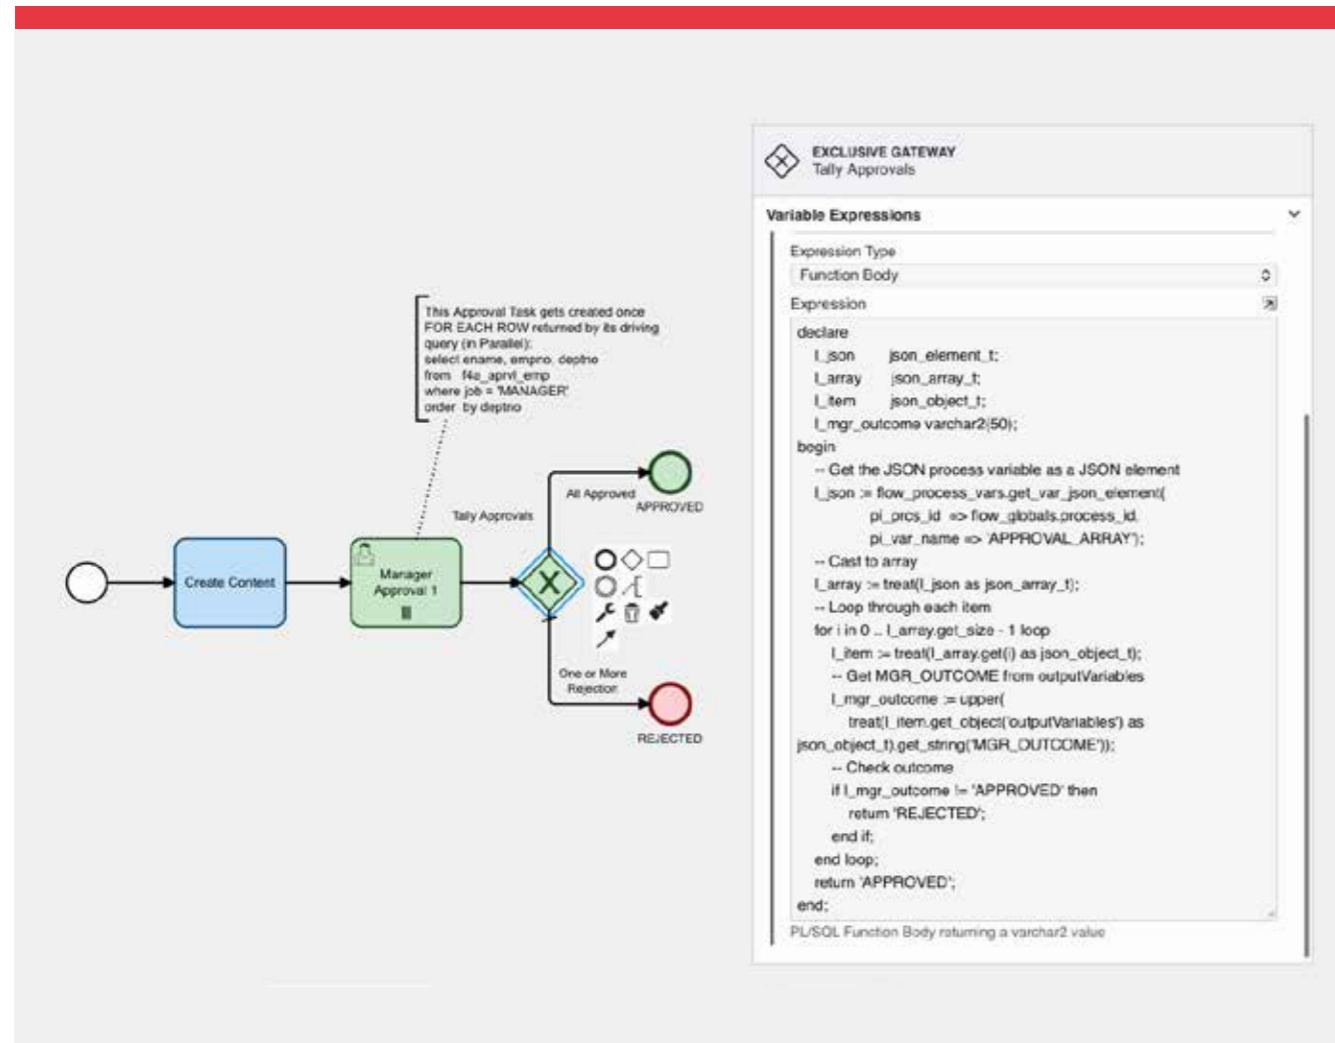 This Approval Task gets created once
FOR EACH ROW returned by its driving
query (in Parallel):
select ename, empno, deptno
from f4a_aprvl_emp
where job = 'MANAGER'
order by deptno
Create Content
Manager
Approval 1
Tally Approvals
All Approved
APPROVED
One or More
Rejection
REJECTED
EXCLUSIVE GATEWAY
Tally Approvals
Variable Expressions
Expression Type
Function Body
Expression
declare
l_json json_element_t;
l_array json_array_t;
l_item json_object_t;
l_mgr_outcome varchar2(50);
begin
-- Get the JSON process variable as a JSON element
l_json := flow_process_vars.get_var_json_element(
pi_prcs_id => flow_globals.process_id,
pi_var_name => 'APPROVAL_ARRAY');
-- Cast to array
l_array := treat(l_json as json_array_t);
-- Loop through each item
for i in 0 .. l_array.get_size - 1 loop
l_item := treat(l_array.get(i) as json_object_t);
-- Get MGR_OUTCOME from outputVariables
l_mgr_outcome := upper(
treat(l_item.get_object('outputVariables') as
json_object_t).get_string('MGR_OUTCOME'));
-- Check outcome
if l_mgr_outcome != 'APPROVED' then
return 'REJECTED';
end if;
end loop;
return 'APPROVED';
end;
PL/SQL Function Body returning a varchar2 value